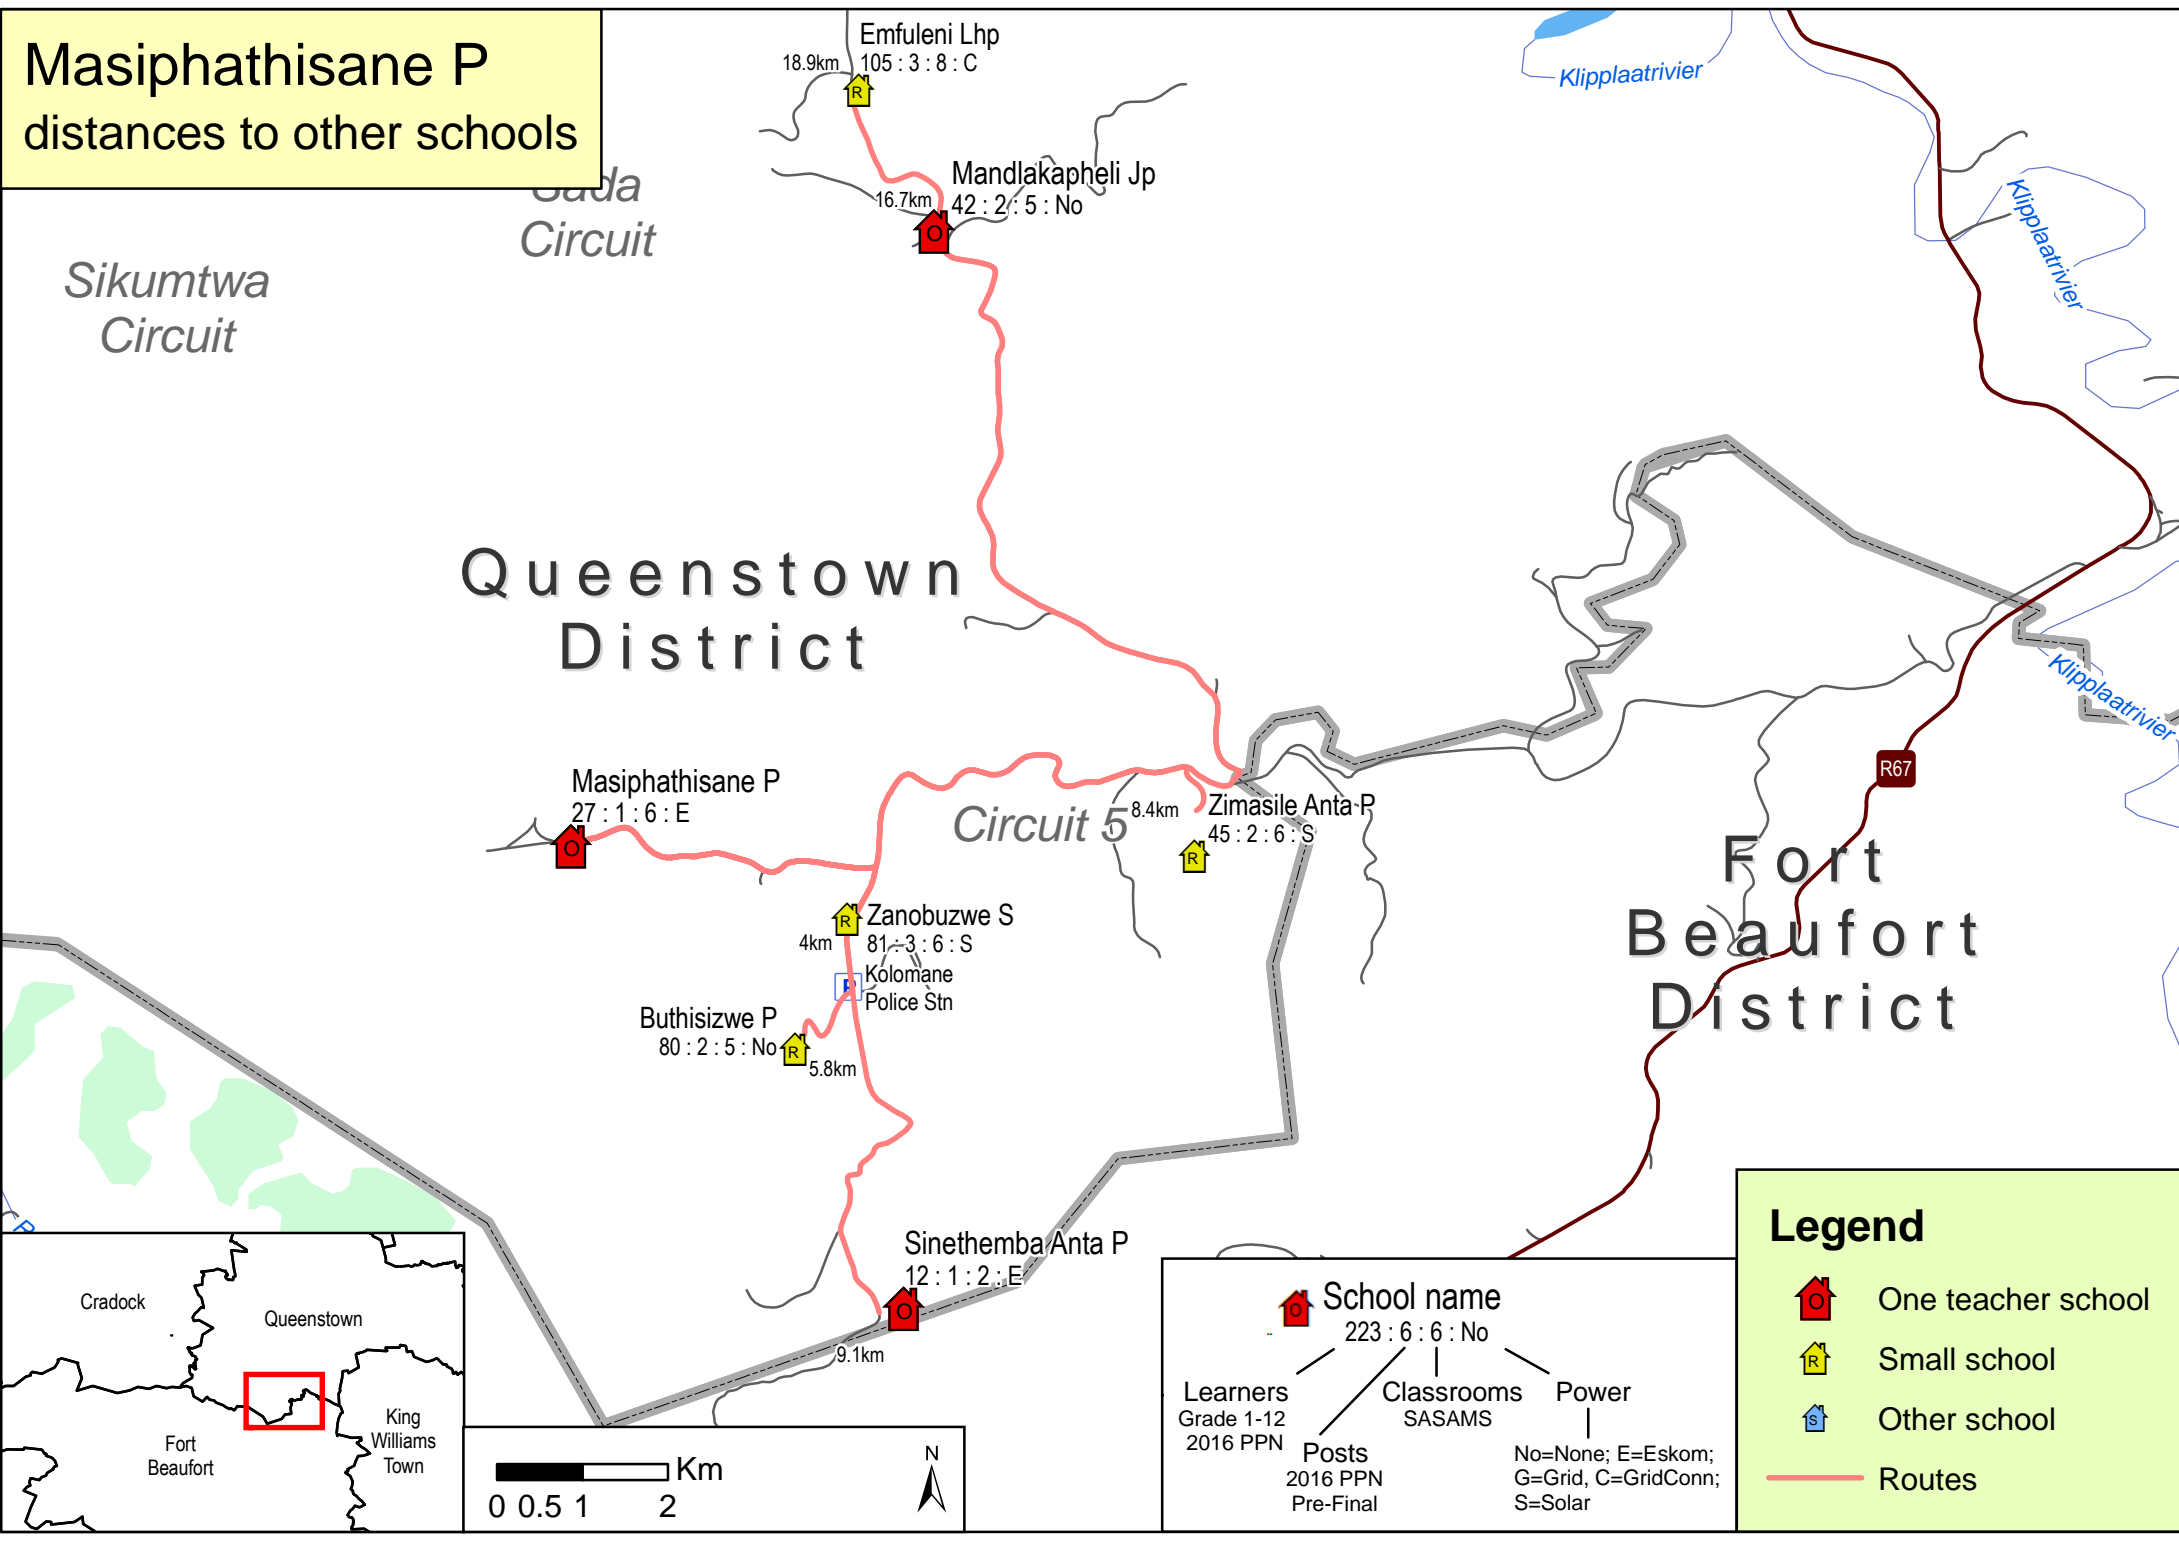 Masiphathisane P
distances to other schools
Emfuleni Lhp
18.9km
105 : 3 : 8 : C
R
Klipplaatrivier
Sada
Circuit
Mandlakapheli Jp
16.7km
42 : 2 : 5 : No
O
Klipplaatrivier
Sikumtwa
Circuit
Queenstown
District
Klipplaatrivier
R67
Masiphathisane P
27 : 1 : 6 : E
O
Circuit 5
8.4km
Zimasile Anta P
45 : 2 : 6 : S
R
Fort
Beaufort
District
Zanobuzwe S
R
4km
81 : 3 : 6 : S
P
Kolomane
Police Stn
Buthisizwe P
80 : 2 : 5 : No
R
5.8km
Sinethemba Anta P
12 : 1 : 2 : E
O
9.1km
R
Cradock
Queenstown
King
Williams
Town
Fort
Beaufort
Km
0 0.5 1 2
N
O
School name
223 : 6 : 6 : No
Learners
Grade 1-12
2016 PPN
Posts
2016 PPN
Pre-Final
Classrooms
SASAMS
Power
No=None; E=Eskom;
G=Grid, C=GridConn;
S=Solar
Legend
O One teacher school
R Small school
S Other school
Routes